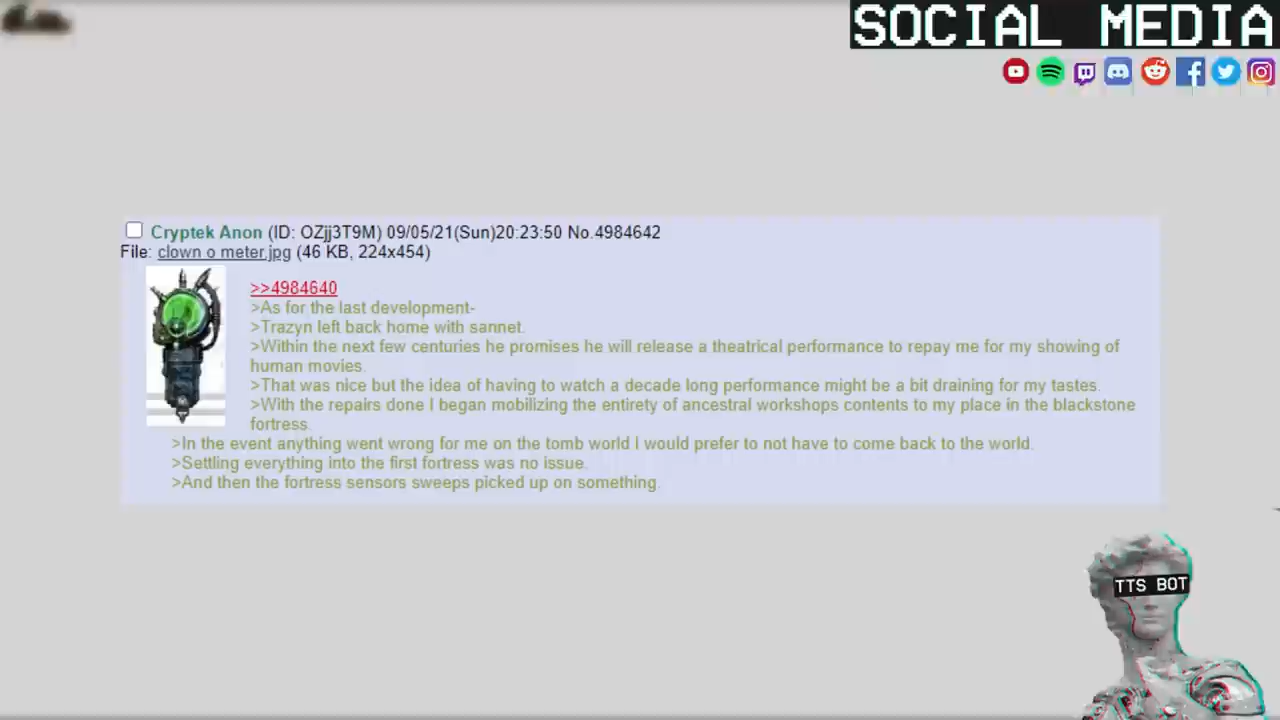 SOCIAL MEDIA
Cryptek Anon (ID: OZjj3T9M) 09/05/21(Sun)20:23:50 No.4984642
File: clown o meter.jpg (46 KB, 224x454)
>>4984640
>As for the last development-
>Trazyn left back home with sannet.
>Within the next few centuries he promises he will release a theatrical performance to repay me for my showing of
human movies.
>That was nice but the idea of having to watch a decade long performance might be a bit draining for my tastes.
>With the repairs done I began mobilizing the entirety of ancestral workshops contents to my place in the blackstone
fortress.
>In the event anything went wrong for me on the tomb world I would prefer to not have to come back to the world.
>Settling everything into the first fortress was no issue.
>And then the fortress sensors sweeps picked up on something.
TTS BOT